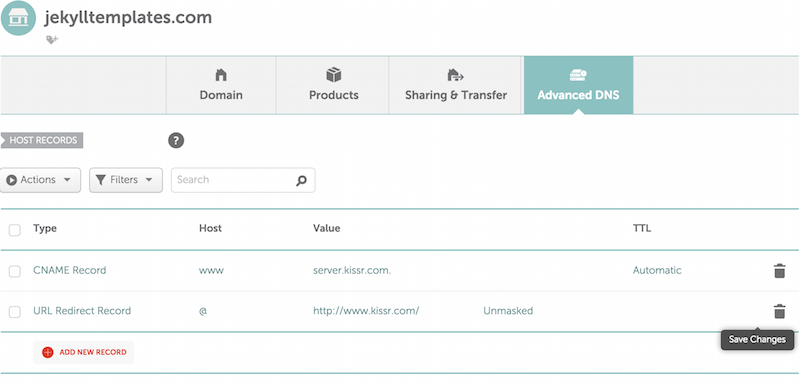 jekylltemplates.com
Domain Products Sharing & Transfer Advanced DNS
HOST RECORDS ?
Actions Filters Search
Type Host Value TTL
CNAME Record www server.kissr.com. Automatic
URL Redirect Record @ http://www.kissr.com/ Unmasked
Save Changes
ADD NEW RECORD